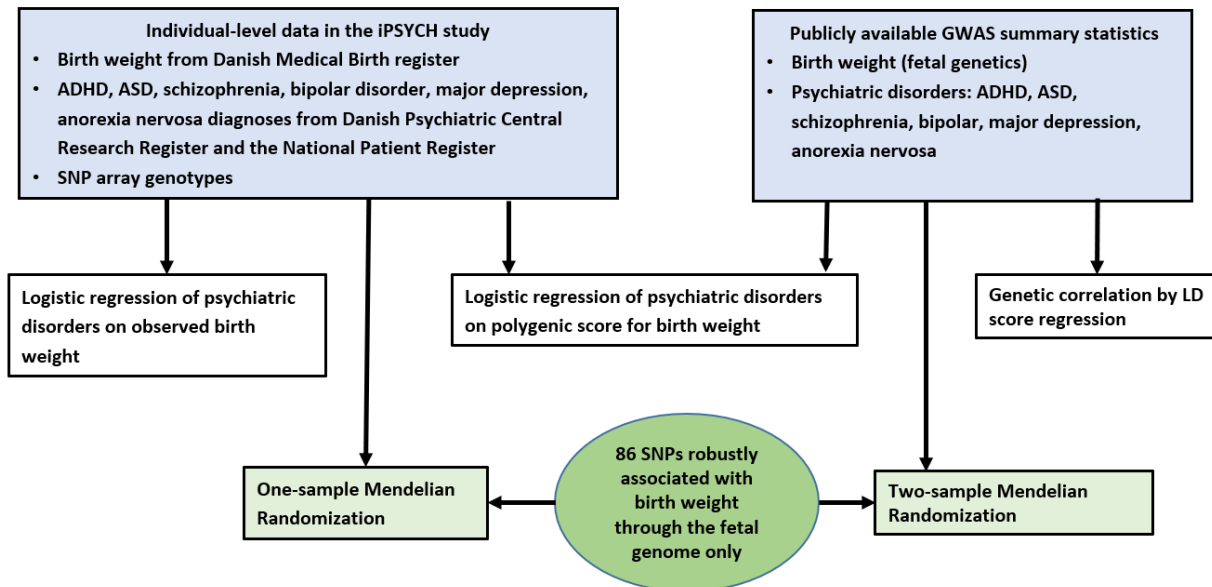 Individual-level data in the iPSYCH study
• Birth weight from Danish Medical Birth register
• ADHD, ASD, schizophrenia, bipolar disorder, major depression,
anorexia nervosa diagnoses from Danish Psychiatric Central
Research Register and the National Patient Register
• SNP array genotypes
Publicly available GWAS summary statistics
• Birth weight (fetal genetics)
• Psychiatric disorders: ADHD, ASD,
schizophrenia, bipolar, major depression,
anorexia nervosa
Logistic regression of psychiatric
disorders on observed birth
weight
Logistic regression of psychiatric disorders
on polygenic score for birth weight
Genetic correlation by LD
score regression
One-sample Mendelian
Randomization
86 SNPs robustly
associated with
birth weight
through the fetal
genome only
Two-sample Mendelian
Randomization